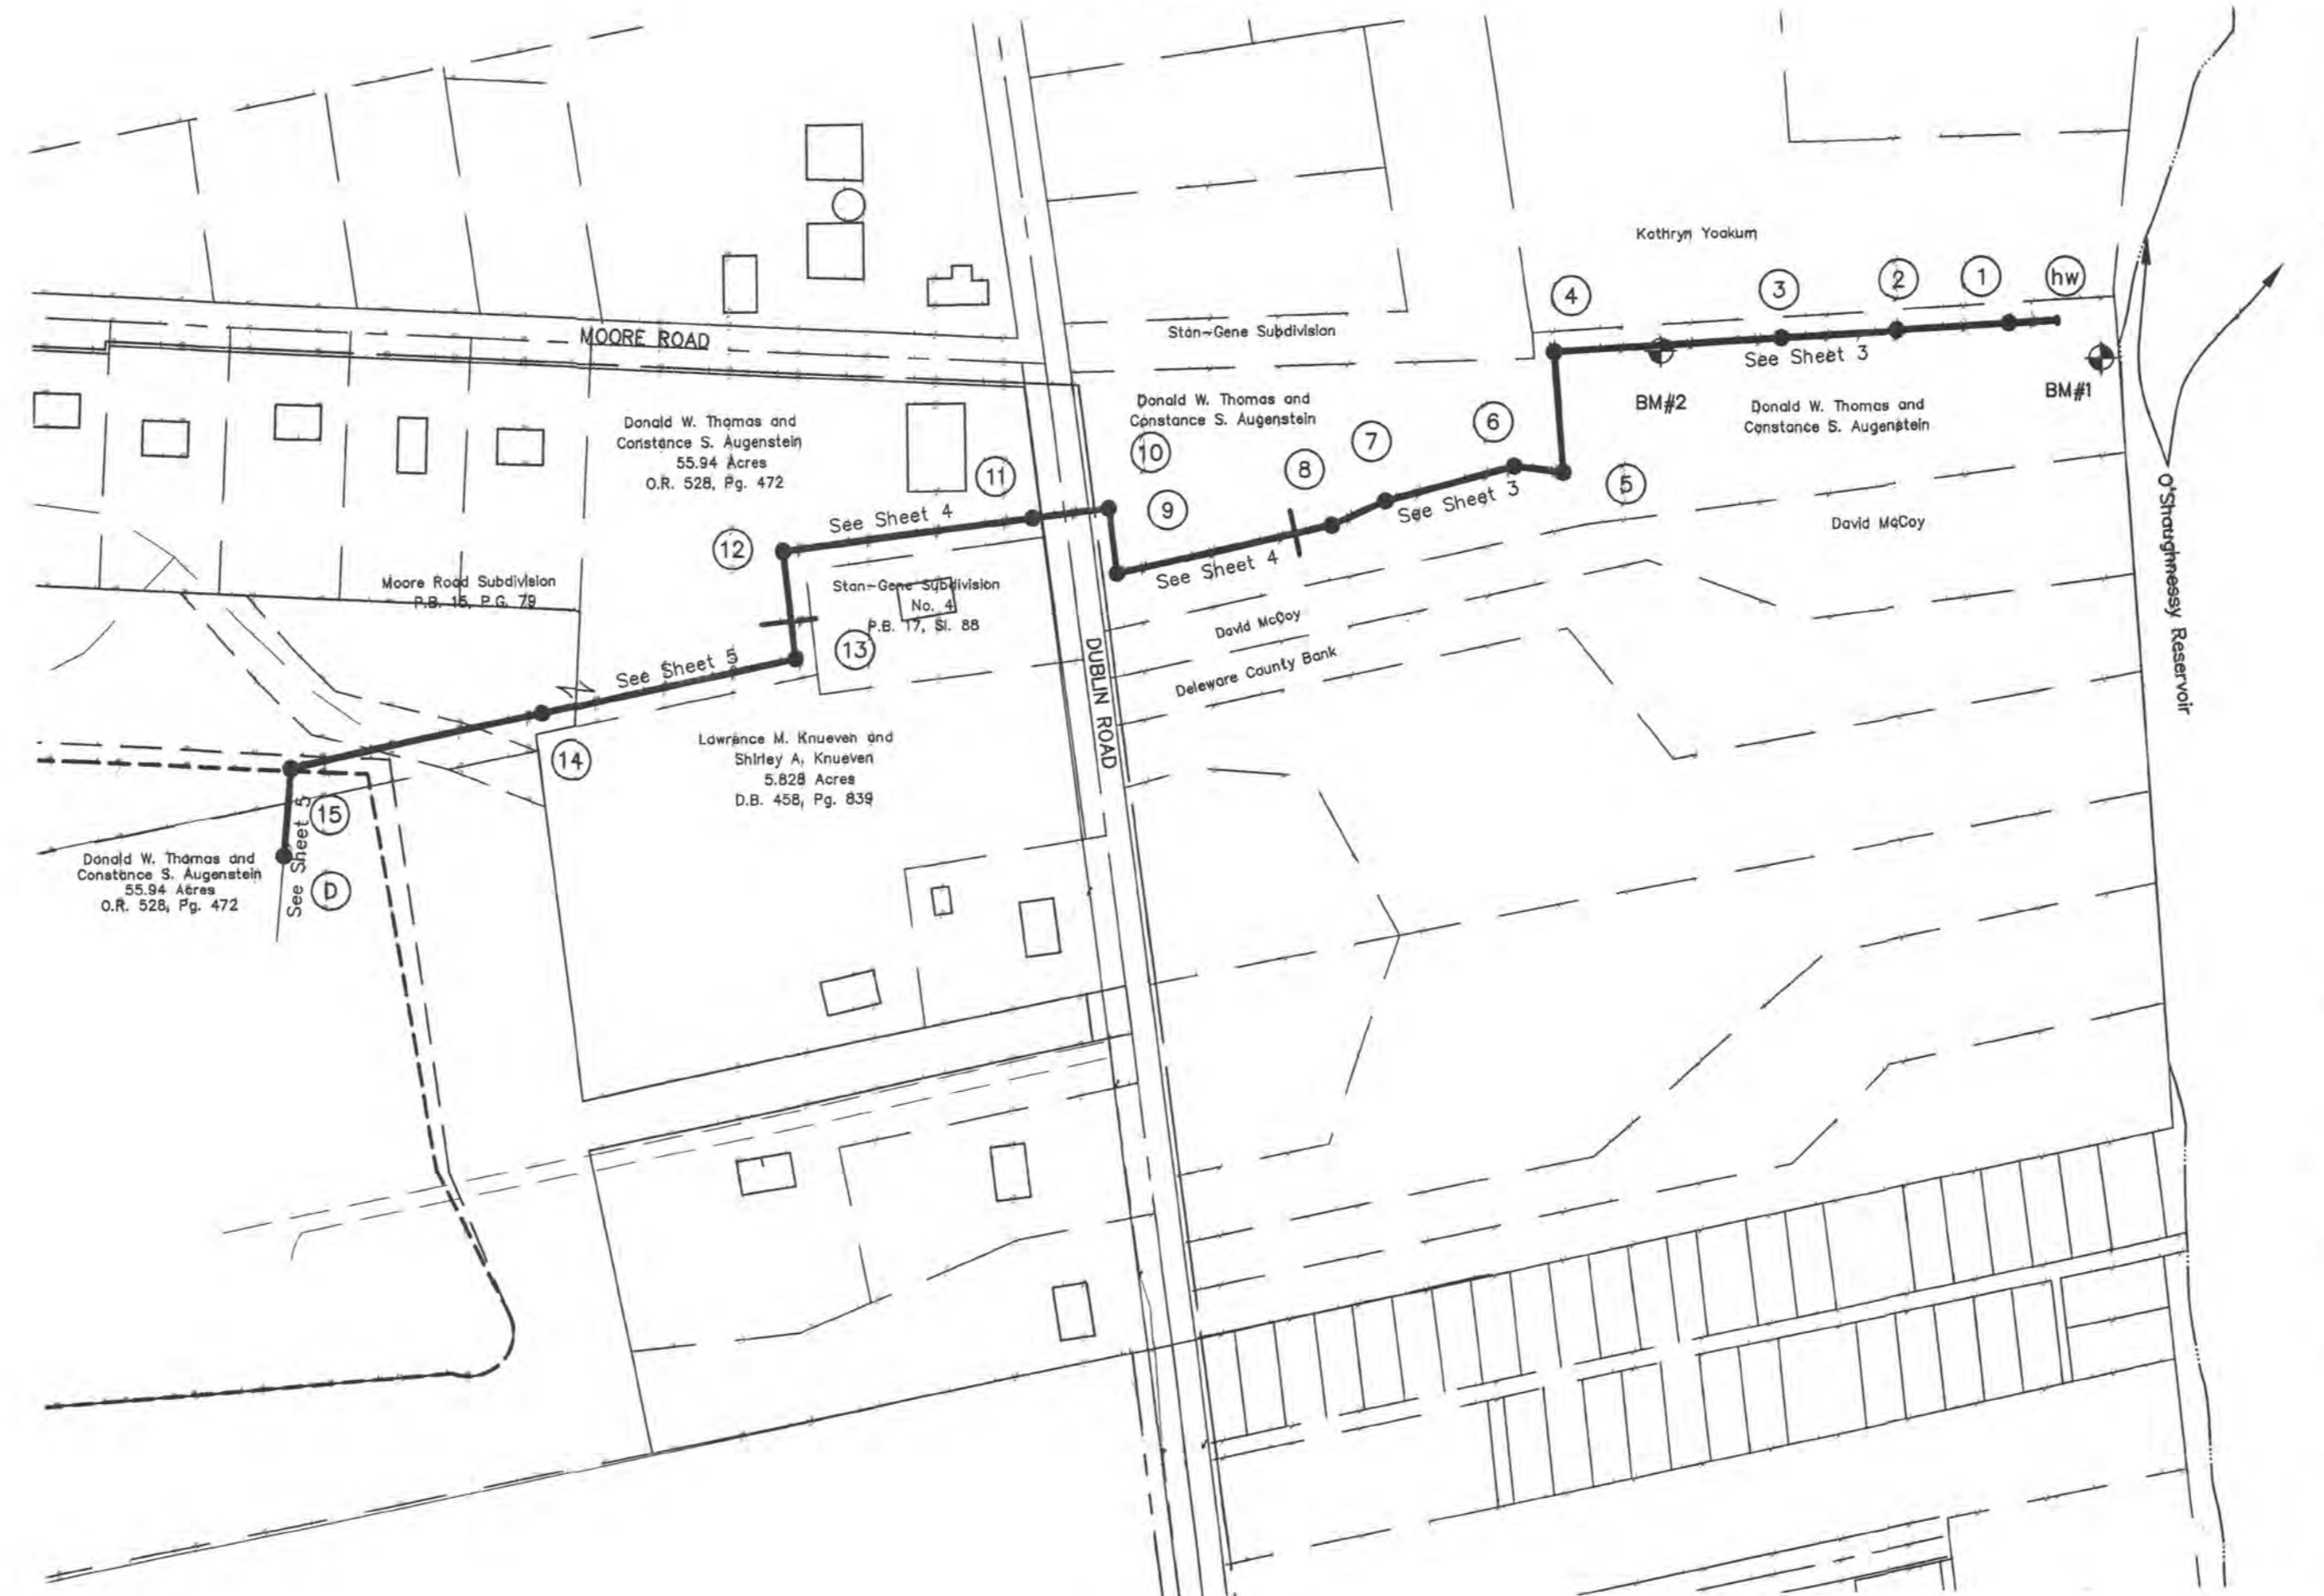 Kathryn Yoakum
hw
1
2
3
4
MOORE ROAD
Stan-Gene Subdivision
See Sheet 3
BM#1
BM#2
Donald W. Thomas and
Constance S. Augenstein
Donald W. Thomas and
Constance S. Augenstein
Donald W. Thomas and
Constance S. Augenstein
55.94 Acres
O.R. 528, Pg. 472
6
7
10
8
11
5
9
See Sheet 3
See Sheet 4
12
O'Shaughnessy Reservoir
David McCoy
See Sheet 4
Moore Road Subdivision
P.B. 15, P.G. 79
Stan-Gene Subdivision
No. 4
P.B. 17, Sl. 88
13
David McCoy
Deleware County Bank
DUBLIN ROAD
See Sheet 5
14
Lawrence M. Knueven and
Shirley A. Knueven
5.828 Acres
D.B. 458, Pg. 839
15
See Sheet 5
D
Donald W. Thomas and
Constance S. Augenstein
55.94 Acres
O.R. 528, Pg. 472